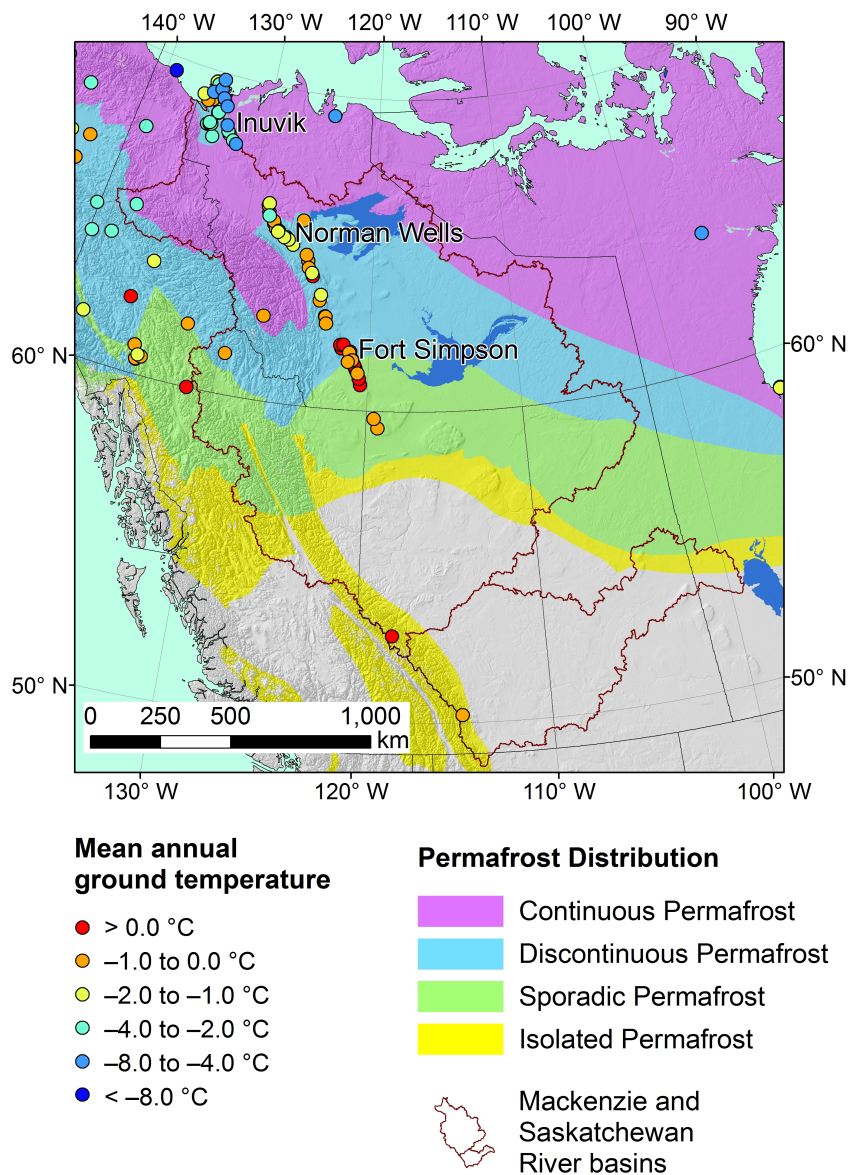 140° W 130° W 120° W 110° W 100° W 90° W
Inuvik
Norman Wells
60° N
60° N
Fort Simpson
50° N
50° N
0 250 500 1,000
km
130° W 120° W 110° W 100° W
Mean annual
ground temperature
> 0.0 °C
–1.0 to 0.0 °C
–2.0 to –1.0 °C
–4.0 to –2.0 °C
–8.0 to –4.0 °C
< –8.0 °C
Permafrost Distribution
Continuous Permafrost
Discontinuous Permafrost
Sporadic Permafrost
Isolated Permafrost
Mackenzie and
Saskatchewan
River basins